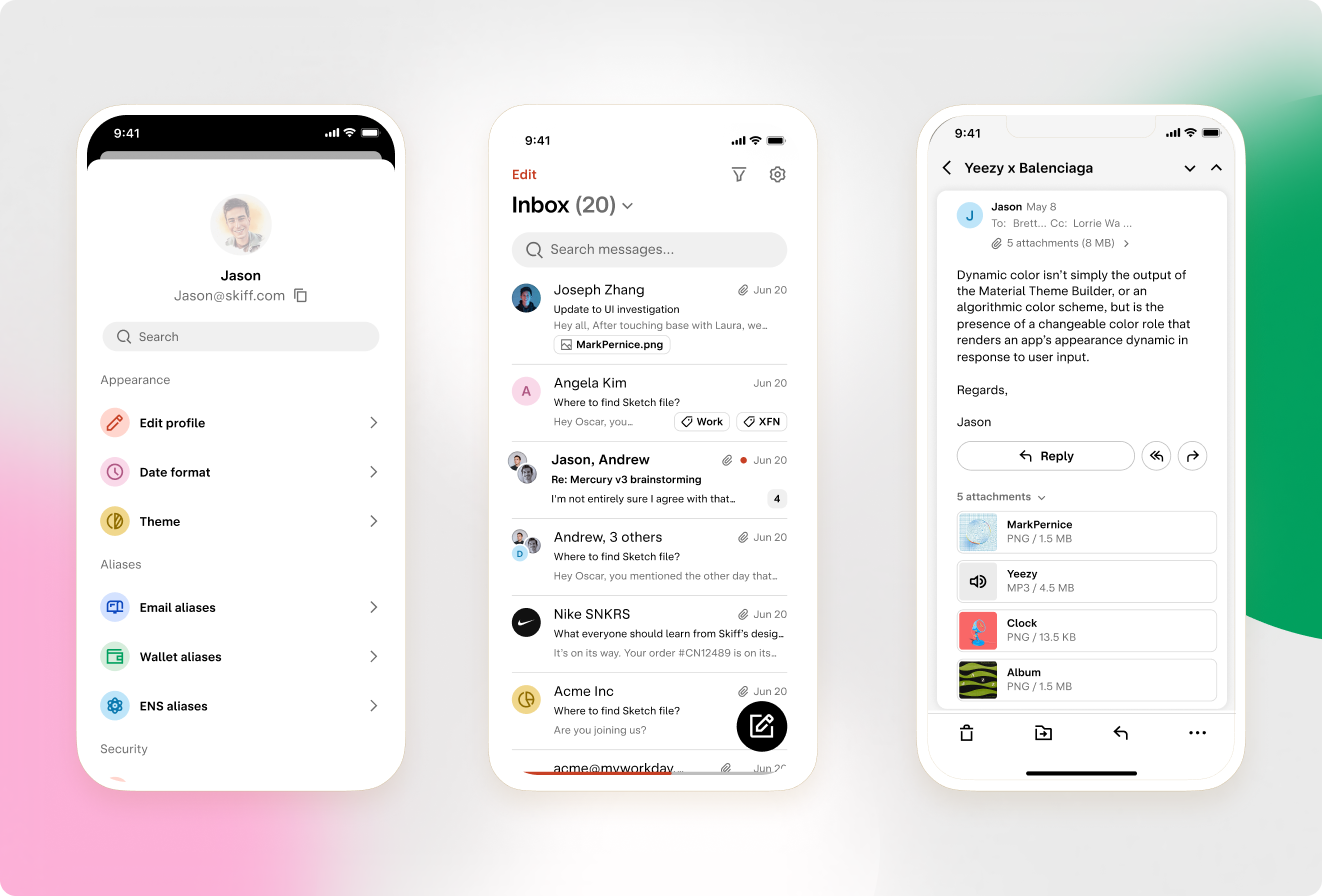 9:41
Jason
Jason@skiff.com
Search
Appearance
Edit profile
Date format
Theme
Aliases
Email aliases
Wallet aliases
ENS aliases
Security
9:41
Edit
Inbox (20)
Search messages...
Joseph Zhang Jun 20
Update to UI investigation
Hey all, After touching base with Laura, we...
MarkPernice.png
A Angela Kim Jun 20
Where to find Sketch file?
Hey Oscar, you... Work XFN
Jason, Andrew Jun 20
Re: Mercury v3 brainstorming
I'm not entirely sure I agree with that... 4
Andrew, 3 others Jun 20
D Where to find Sketch file?
Hey Oscar, you mentioned the other day that...
Nike SNKRS Jun 20
What everyone should learn from Skiff's desig...
It's on its way. Your order #CN12489 is on its...
Acme Inc Jun 20
Where to find Sketch file?
Are you joining us?
acme@myworkday... Jun 20
9:41
Yeezy x Balenciaga
J Jason May 8
To: Brett... Cc: Lorrie Wa ...
5 attachments (8 MB)
Dynamic color isn't simply the output of
the Material Theme Builder, or an
algorithmic color scheme, but is the
presence of a changeable color role that
renders an app's appearance dynamic in
response to user input.
Regards,
Jason
Reply
5 attachments
MarkPernice
PNG / 1.5 MB
Yeezy
MP3 / 4.5 MB
Clock
PNG / 13.5 KB
Album
PNG / 1.5 MB